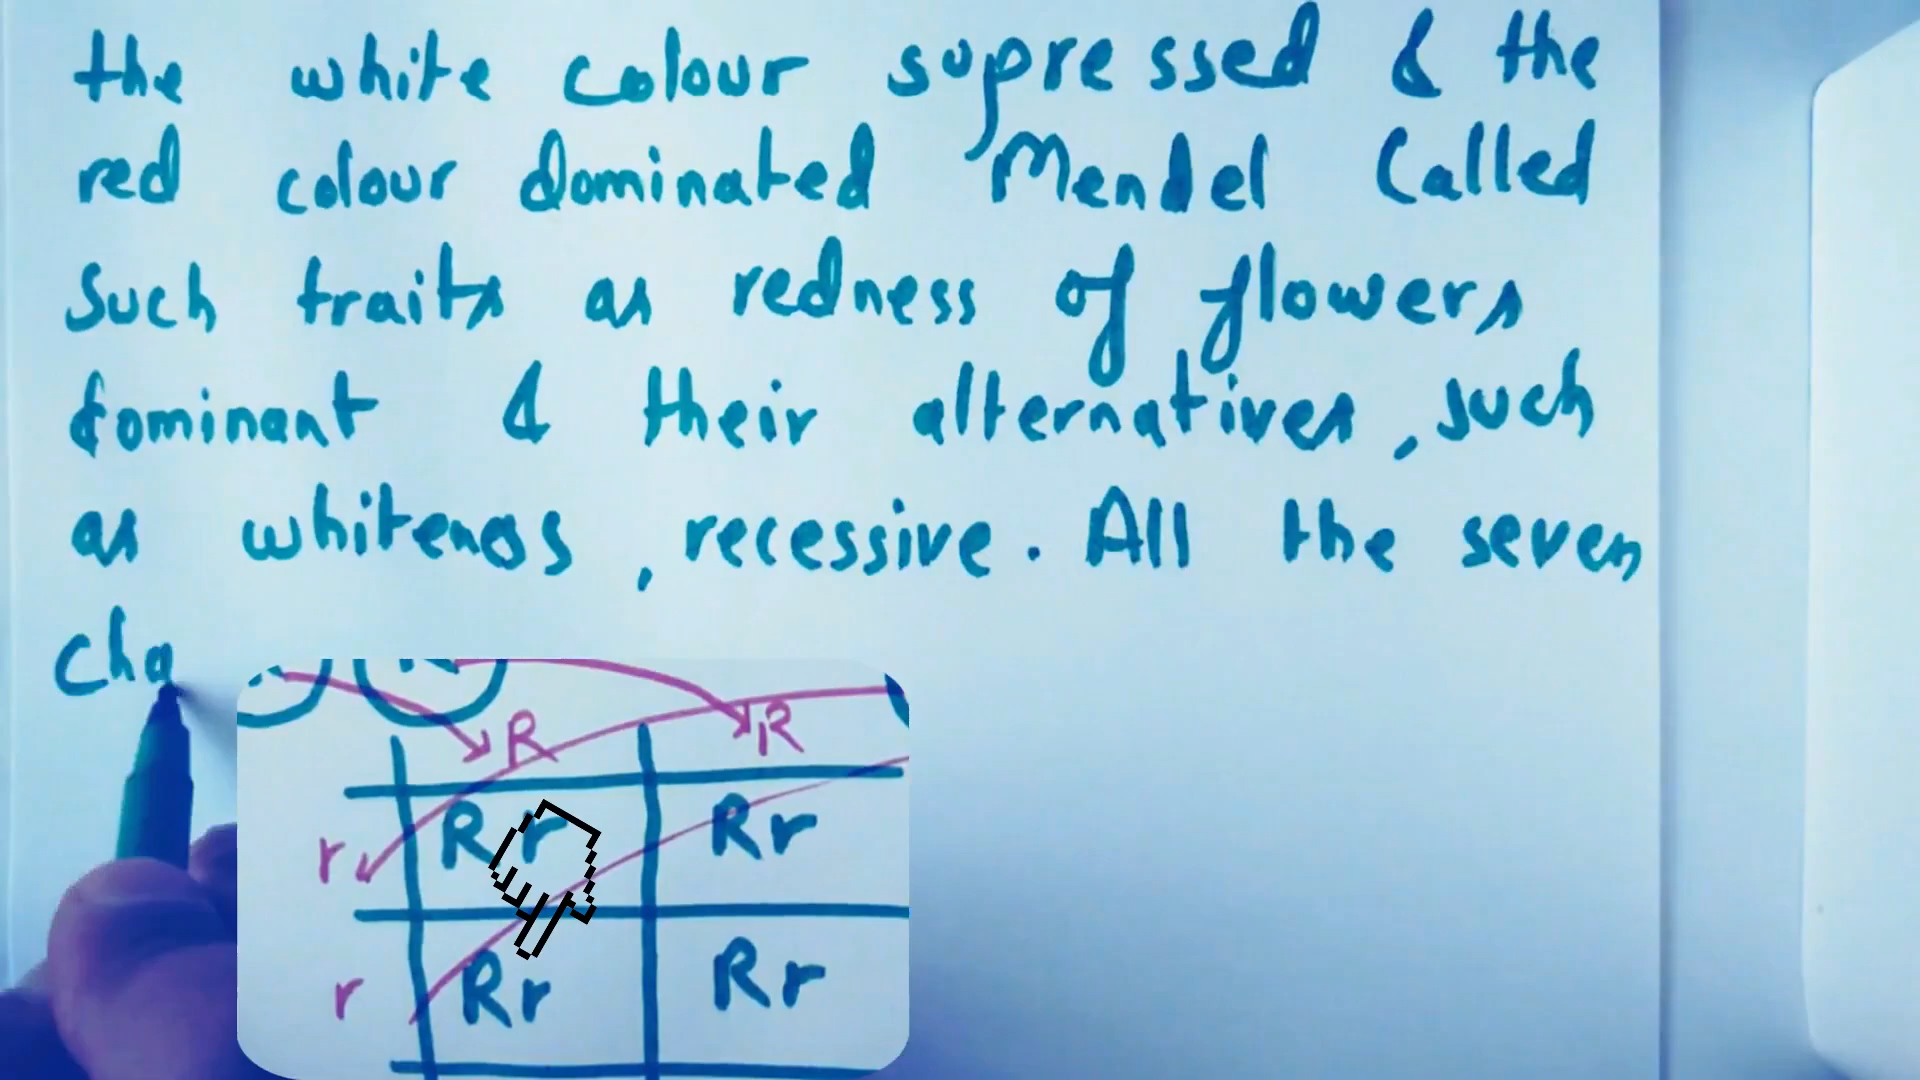 the white colour supressed & the
red colour dominated Mendel Called
Such traits as redness of flowers
dominant & their alternatives, such
as whiteness, recessive. All the seven
Cha
R R
r Rr Rr
r Rr Rr